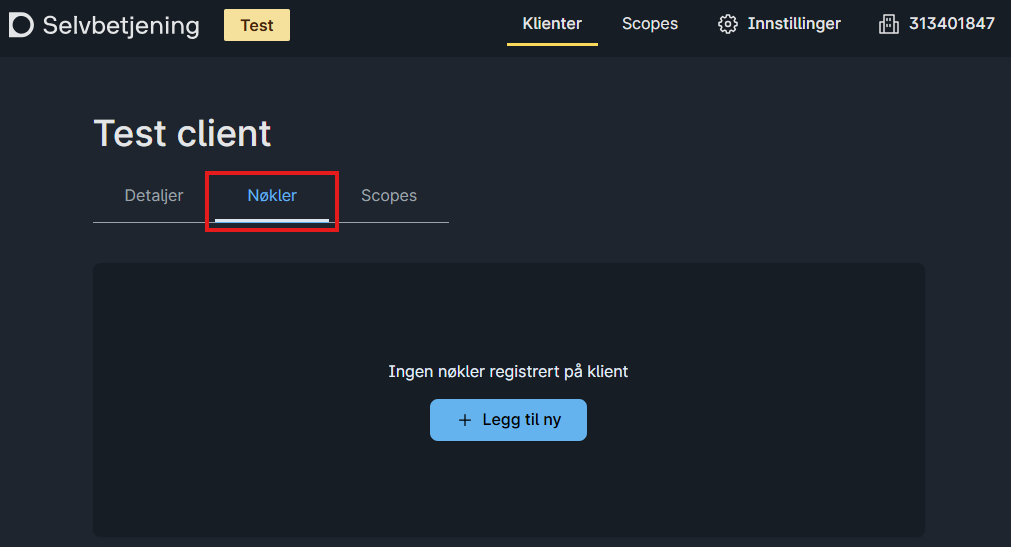 Selvbetjening Test Klienter Scopes Innstillinger 313401847
Test client
Detaljer Nøkler Scopes
Ingen nøkler registrert på klient
+ Legg til ny